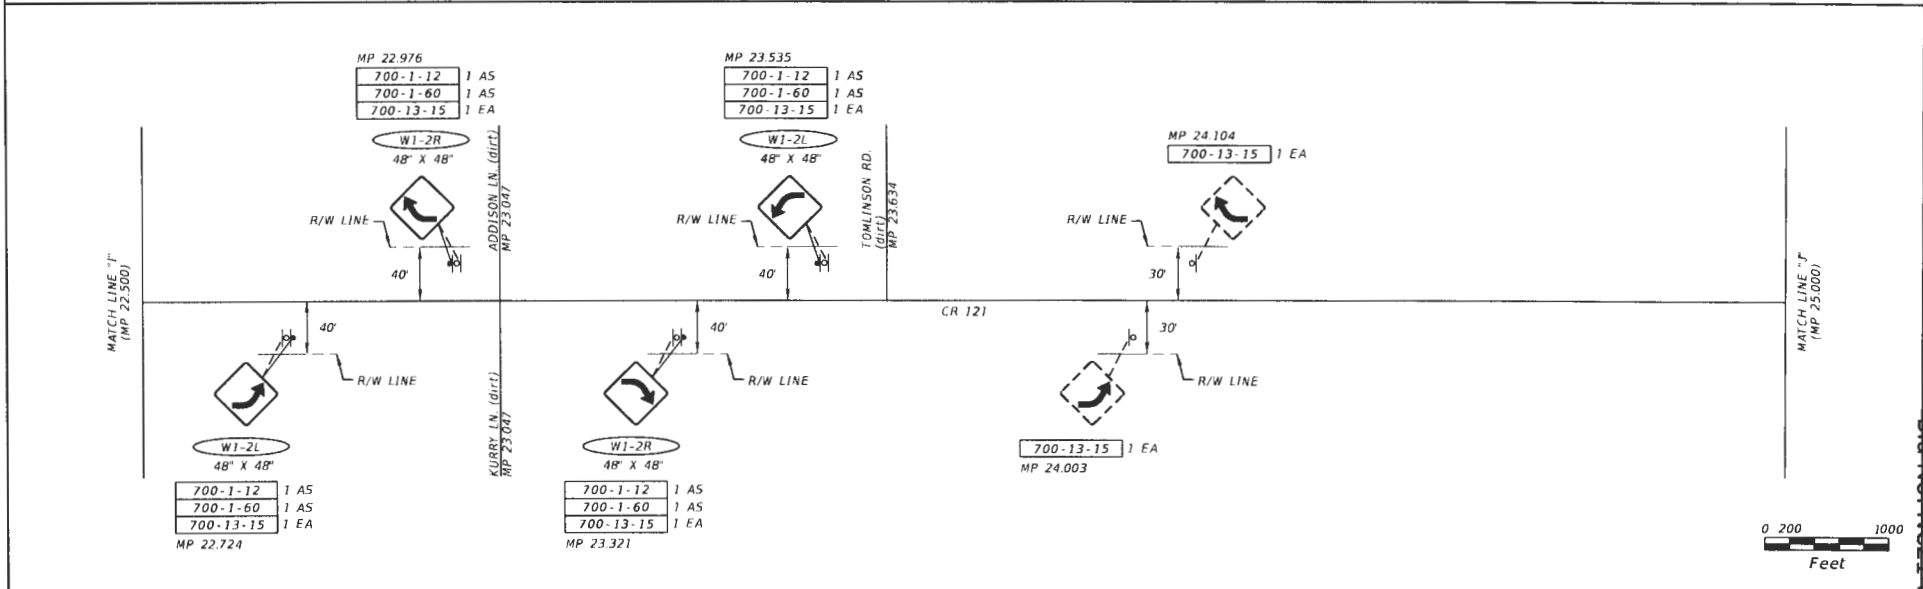 MP 22.976
700-1-12 1 AS
700-1-60 1 AS
700-13-15 1 EA
W1-2R
48" X 48"
R/W LINE
40'
ADDISON LN. (dirt)
MP 23.047
MP 23.535
700-1-12 1 AS
700-1-60 1 AS
700-13-15 1 EA
W1-2L
48" X 48"
R/W LINE
40'
TOMLINSON RD.
(dirt)
MP 23.634
MP 24.104
700-13-15 1 EA
R/W LINE
30'
MATCH LINE "I"
(MP 22.500)
CR 121
MATCH LINE "J"
(MP 25.000)
40'
R/W LINE
W1-2L
48" X 48"
700-1-12 1 AS
700-1-60 1 AS
700-13-15 1 EA
MP 22.724
KURRY LN. (dirt)
MP 23.047
40'
R/W LINE
W1-2R
48" X 48"
700-1-12 1 AS
700-1-60 1 AS
700-13-15 1 EA
MP 23.321
30'
R/W LINE
700-13-15 1 EA
MP 24.003
0 200 1000
Feet